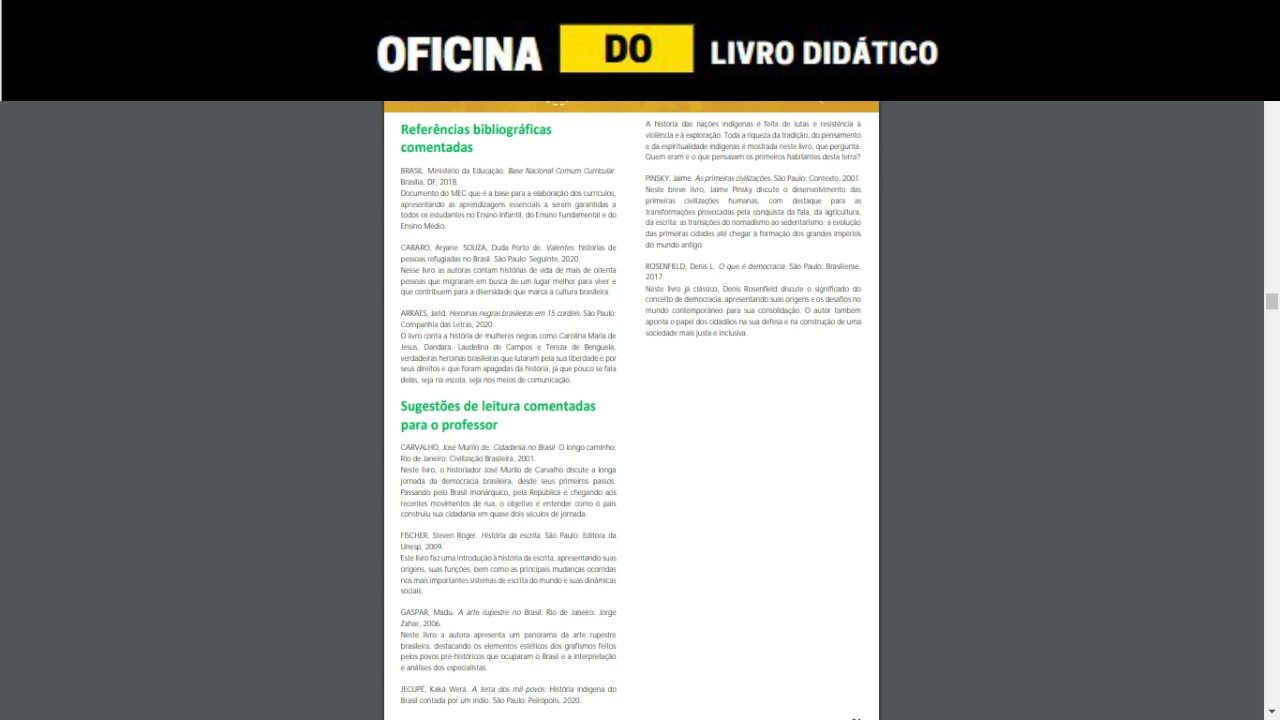 OFICINA DO LIVRO DIDÁTICO
Referências bibliográficas
comentadas
BRASIL. Ministério da Educação. Base Nacional Comum Curricular.
Brasília, DF, 2018.
Documento do MEC que é a base para a elaboração dos currículos,
apresentando as aprendizagens essenciais a serem garantidas a
todos os estudantes no Ensino Infantil, do Ensino Fundamental e do
Ensino Médio.
CARARO, Aryane; SOUZA, Duda Porto de. Valentes: histórias de
pessoas refugiadas no Brasil. São Paulo: Seguinte, 2020.
Nesse livro as autoras contam histórias de vida de mais de oitenta
pessoas que migraram em busca de um lugar melhor para viver e
que contribuem para a diversidade que marca a cultura brasileira.
ARRAES, Jarid. Heroínas negras brasileiras em 15 cordéis. São Paulo:
Companhia das Letras, 2020.
O livro conta a história de mulheres negras como Carolina Maria de
Jesus, Dandara, Laudelina de Campos e Tereza de Benguela,
verdadeiras heroínas brasileiras que lutaram pela sua liberdade e por
seus direitos e que foram apagadas da história, já que pouco se fala
delas, seja na escola, seja nos meios de comunicação.
Sugestões de leitura comentadas
para o professor
CARVALHO, José Murilo de. Cidadania no Brasil: O longo caminho.
Rio de Janeiro: Civilização Brasileira, 2001.
Neste livro, o historiador José Murilo de Carvalho discute a longa
jornada da democracia brasileira, desde seus primeiros passos.
Passando pelo Brasil monárquico, pela República e chegando aos
recentes movimentos de rua, o objetivo é entender como o país
construiu sua cidadania em quase dois séculos de jornada.
FISCHER, Steven Roger. História da escrita. São Paulo: Editora da
Unesp, 2009.
Este livro faz uma introdução à história da escrita, apresentando suas
origens, suas funções, bem como as principais mudanças ocorridas
nos mais importantes sistemas de escrita do mundo e suas dinâmicas
sociais.
GASPAR, Madu. A arte rupestre no Brasil. Rio de Janeiro: Jorge
Zahar, 2006.
Neste livro a autora apresenta um panorama da arte rupestre
brasileira, destacando os elementos estéticos dos grafismos feitos
pelos povos pré-históricos que ocuparam o Brasil e a interpretação
e análises dos especialistas.
JECUPÉ, Kaká Werá. A terra dos mil povos: História indígena do
Brasil contada por um índio. São Paulo: Peirópolis, 2020.
A história das nações indígenas é feita de lutas e resistência à
violência e à exploração. Toda a riqueza da tradição, do pensamento
e da espiritualidade indígenas é mostrada neste livro, que pergunta:
Quem eram e o que pensavam os primeiros habitantes desta terra?
PINSKY, Jaime. As primeiras civilizações. São Paulo: Contexto, 2001.
Neste breve livro, Jaime Pinsky discute o desenvolvimento das
primeiras civilizações humanas, com destaque para as
transformações provocadas pela conquista da fala, da agricultura,
da escrita; as transições do nomadismo ao sedentarismo; a evolução
das primeiras cidades até chegar à formação dos grandes impérios
do mundo antigo.
ROSENFIELD, Denis L. O que é democracia. São Paulo: Brasiliense,
2017.
Neste livro já clássico, Denis Rosenfield discute o significado do
conceito de democracia, apresentando suas origens e os desafios no
mundo contemporâneo para sua consolidação. O autor também
aponta o papel dos cidadãos na sua defesa e na construção de uma
sociedade mais justa e inclusiva.